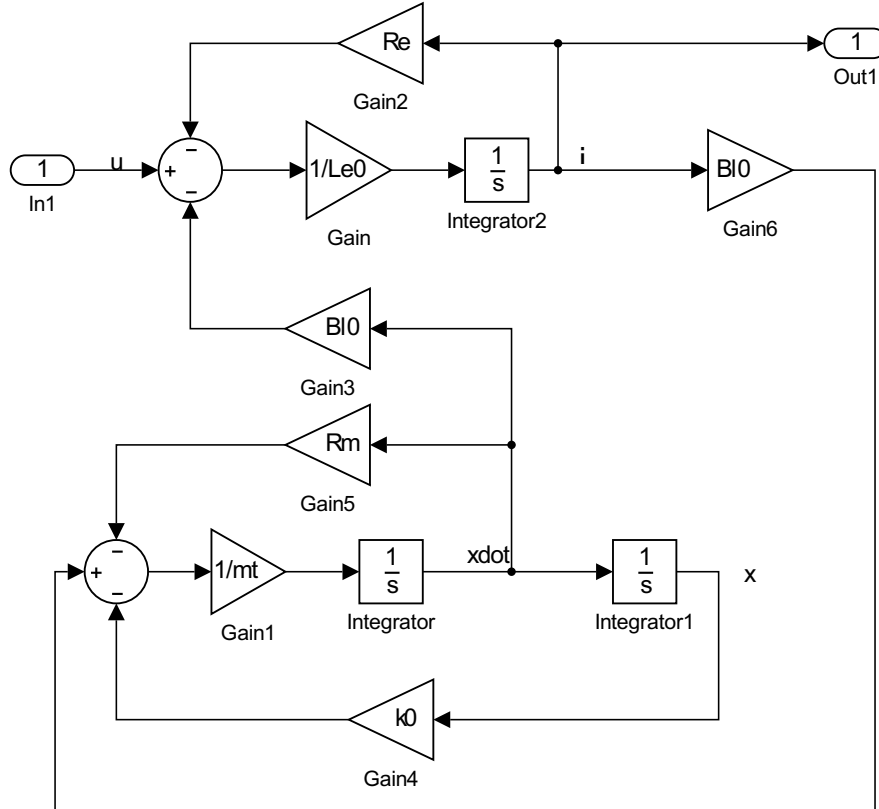 Re
Gain2
1
Out1
1
In1
u
+
−
−
1/Le0
Gain
1
s
Integrator2
i
Bl0
Gain6
Bl0
Gain3
Rm
Gain5
+
−
−
1/mt
Gain1
1
s
Integrator
xdot
1
s
Integrator1
x
k0
Gain4